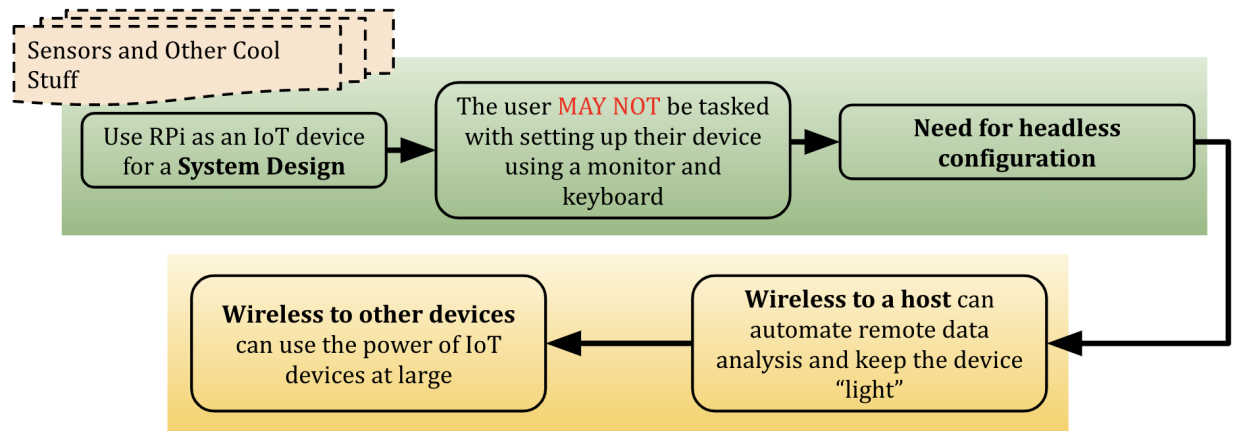 Sensors and Other Cool
Stuff
Use RPi as an IoT device
for a System Design
The user MAY NOT be tasked
with setting up their device
using a monitor and
keyboard
Need for headless
configuration
Wireless to a host can
automate remote data
analysis and keep the device
“light”
Wireless to other devices
can use the power of IoT
devices at large